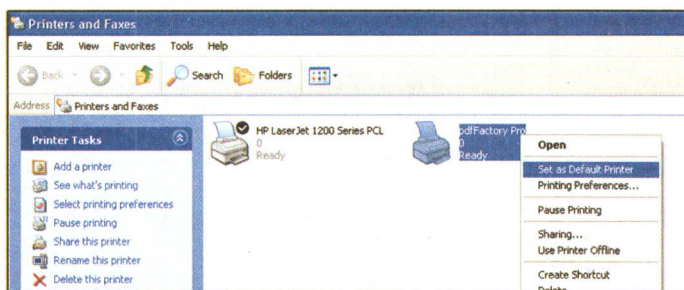 Printers and Faxes
File Edit View Favorites Tools Help
Back Search Folders
Address Printers and Faxes
Printer Tasks
Add a printer
See what's printing
Select printing preferences
Pause printing
Share this printer
Rename this printer
Delete this printer
HP LaserJet 1200 Series PCL
0
Ready
pdfFactory Pro
0
Ready
Open
Set as Default Printer
Printing Preferences...
Pause Printing
Sharing...
Use Printer Offline
Create Shortcut
Delete